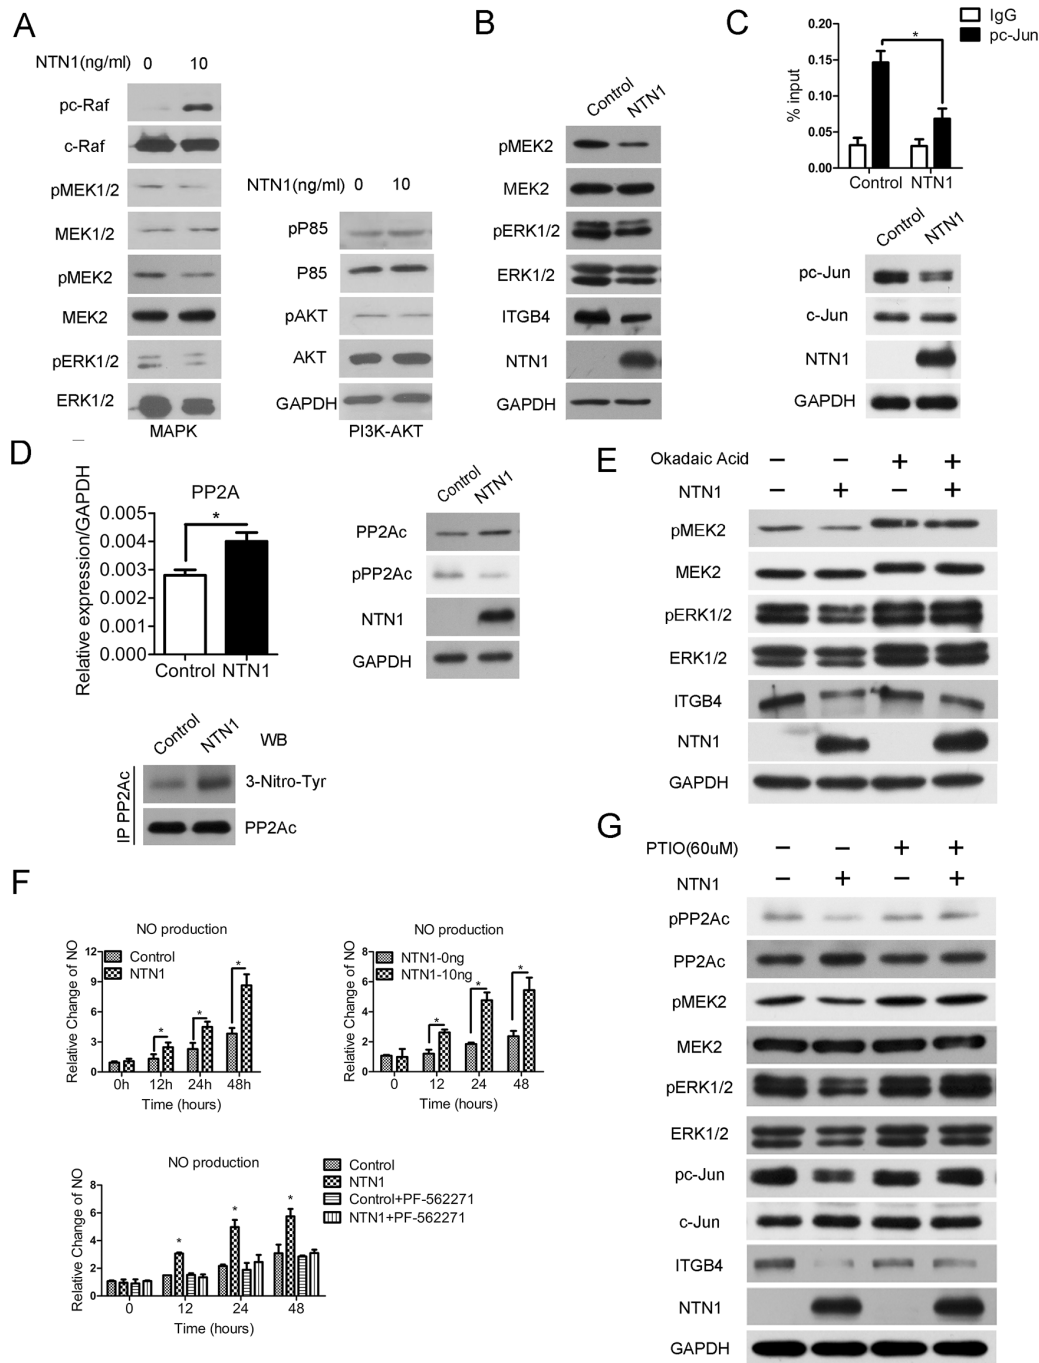 A
NTN1(ng/ml) 0 10
pc-Raf
c-Raf
pMEK1/2
MEK1/2
pMEK2
MEK2
pERK1/2
ERK1/2
MAPK
NTN1(ng/ml) 0 10
pP85
P85
pAKT
AKT
GAPDH
PI3K-AKT
B
Control NTN1
pMEK2
MEK2
pERK1/2
ERK1/2
ITGB4
NTN1
GAPDH
C
IgG
pc-Jun
% input
0.20
0.15
0.10
0.05
0.00
*
Control NTN1
Control NTN1
pc-Jun
c-Jun
NTN1
GAPDH
D
PP2A
Relative expression/GAPDH
0.005
0.004
0.003
0.002
0.001
0.000
*
Control NTN1
Control NTN1
PP2Ac
pPP2Ac
NTN1
GAPDH
Control NTN1 WB
IP PP2Ac
3-Nitro-Tyr
PP2Ac
E
Okadaic Acid − − + +
NTN1 − + − +
pMEK2
MEK2
pERK1/2
ERK1/2
ITGB4
NTN1
GAPDH
F
NO production
Relative Change of NO
12
9
6
3
0
Control
NTN1
* * *
0h 12h 24h 48h
Time (hours)
NO production
Relative Change of NO
8
6
4
2
0
NTN1-0ng
NTN1-10ng
* * *
0 12 24 48
Time (hours)
NO production
Relative Change of NO
8
6
4
2
0
Control
NTN1
Control+PF-562271
NTN1+PF-562271
* * *
0 12 24 48
Time (hours)
G
PTIO(60uM) − − + +
NTN1 − + − +
pPP2Ac
PP2Ac
pMEK2
MEK2
pERK1/2
ERK1/2
pc-Jun
c-Jun
ITGB4
NTN1
GAPDH